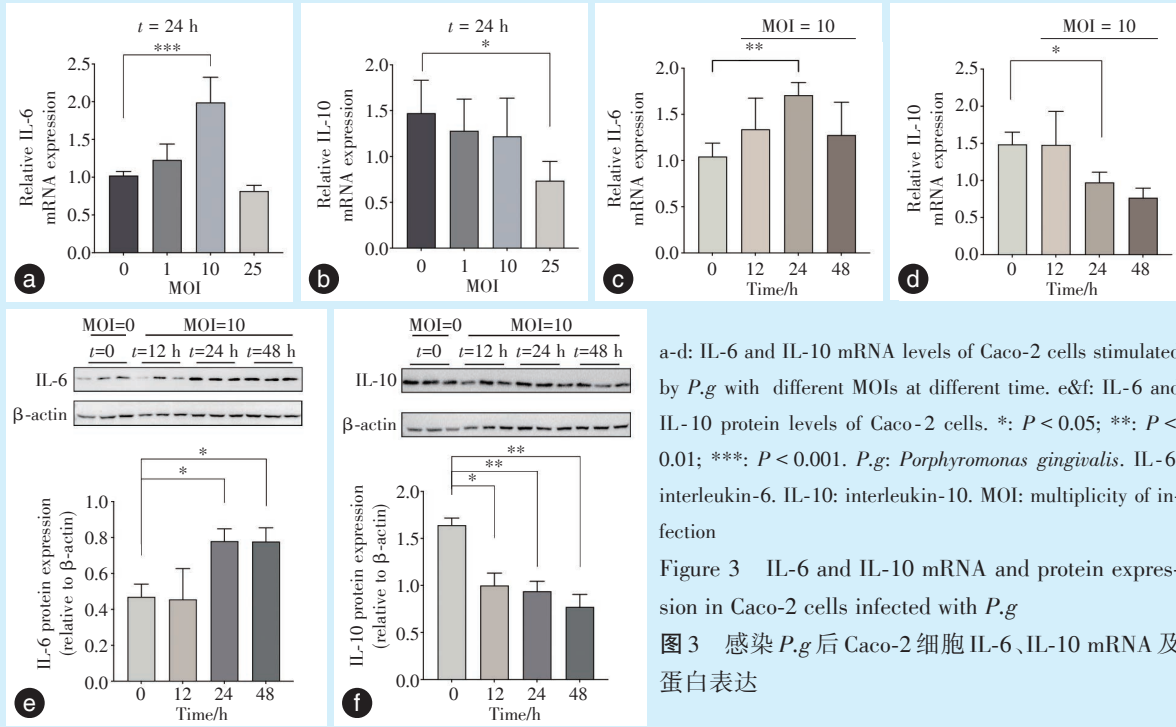 t = 24 h
***
2.5
2.0
1.5
1.0
0.5
0.0
Relative IL-6
mRNA expression
0 1 10 25
MOI
a
t = 24 h
*
2.0
1.5
1.0
0.5
0.0
Relative IL-10
mRNA expression
0 1 10 25
MOI
b
MOI = 10
**
2.0
1.5
1.0
0.5
0.0
Relative IL-6
mRNA expression
0 12 24 48
Time/h
c
MOI = 10
*
2.5
2.0
1.5
1.0
0.5
0.0
Relative IL-10
mRNA expression
0 12 24 48
Time/h
d
MOI=0 MOI=10
t=0 t=12 h t=24 h t=48 h
IL-6
β-actin
*
*
1.0
0.8
0.6
0.4
0.2
0.0
IL-6 protein expression
(relative to β-actin)
0 12 24 48
Time/h
e
MOI=0 MOI=10
t=0 t=12 h t=24 h t=48 h
IL-10
β-actin
**
**
*
2.0
1.5
1.0
0.5
0.0
IL-10 protein expression
(relative to β-actin)
0 12 24 48
Time/h
f
a-d: IL-6 and IL-10 mRNA levels of Caco-2 cells stimulated
by P.g with different MOIs at different time. e&f: IL-6 and
IL-10 protein levels of Caco-2 cells. *: P < 0.05; **: P <
0.01; ***: P < 0.001. P.g: Porphyromonas gingivalis. IL-6
interleukin-6. IL-10: interleukin-10. MOI: multiplicity of in-
fection
Figure 3 IL-6 and IL-10 mRNA and protein expres-
sion in Caco-2 cells infected with P.g
图3 感染P.g后Caco-2细胞IL-6、IL-10 mRNA及
蛋白表达